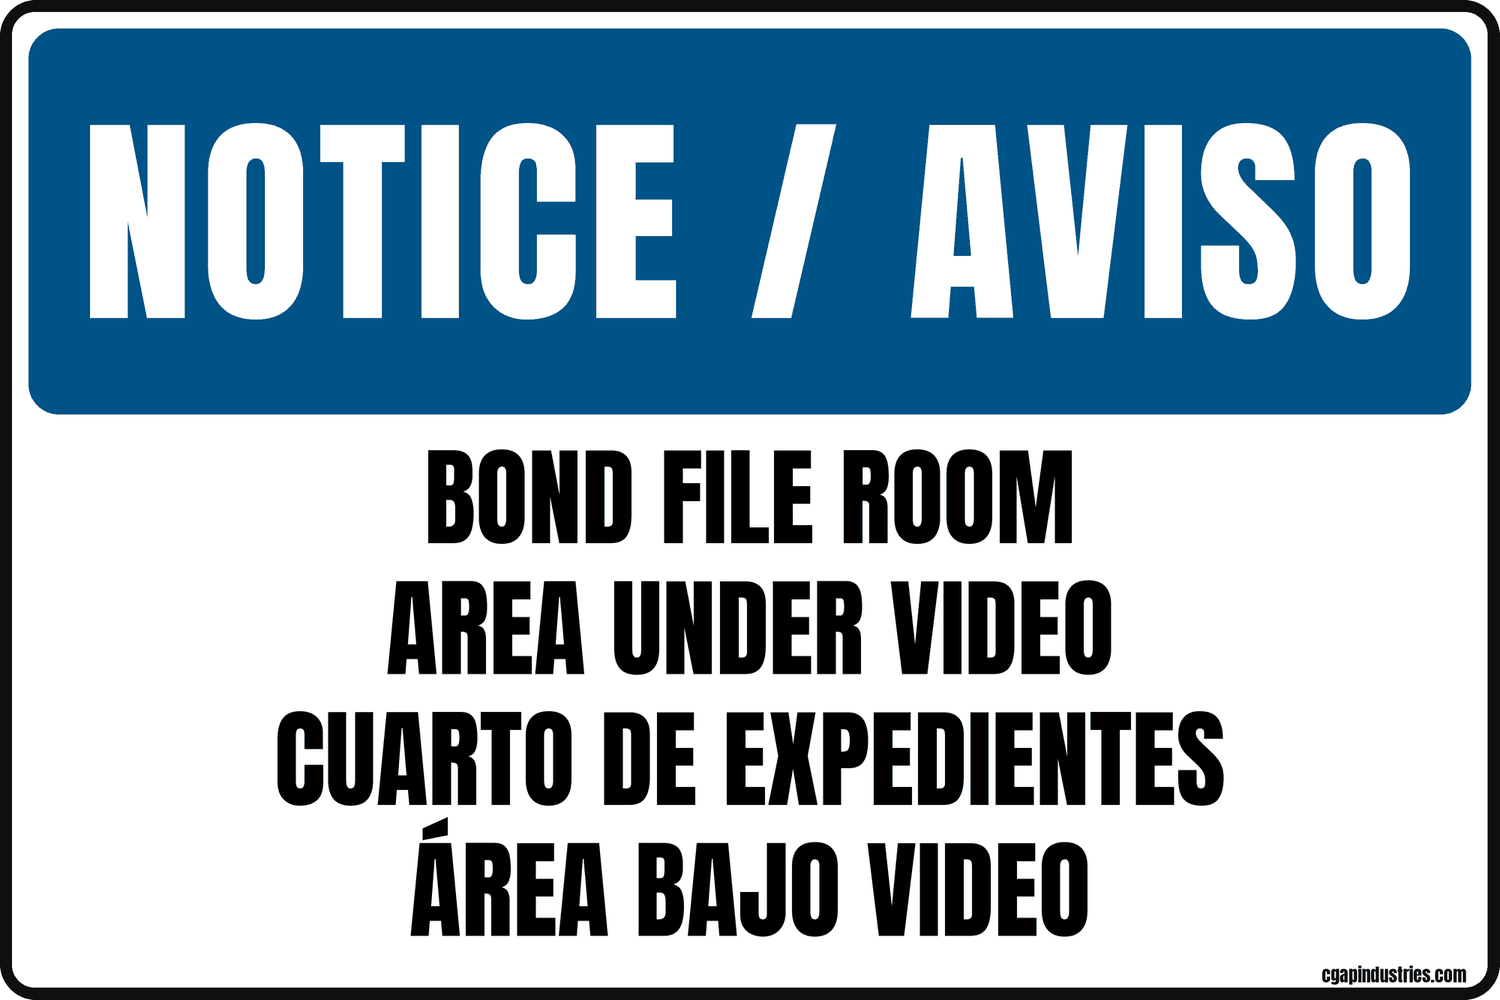 NOTICE / AVISO
BOND FILE ROOM
AREA UNDER VIDEO
CUARTO DE EXPEDIENTES
ÁREA BAJO VIDEO
cgapindustries.com